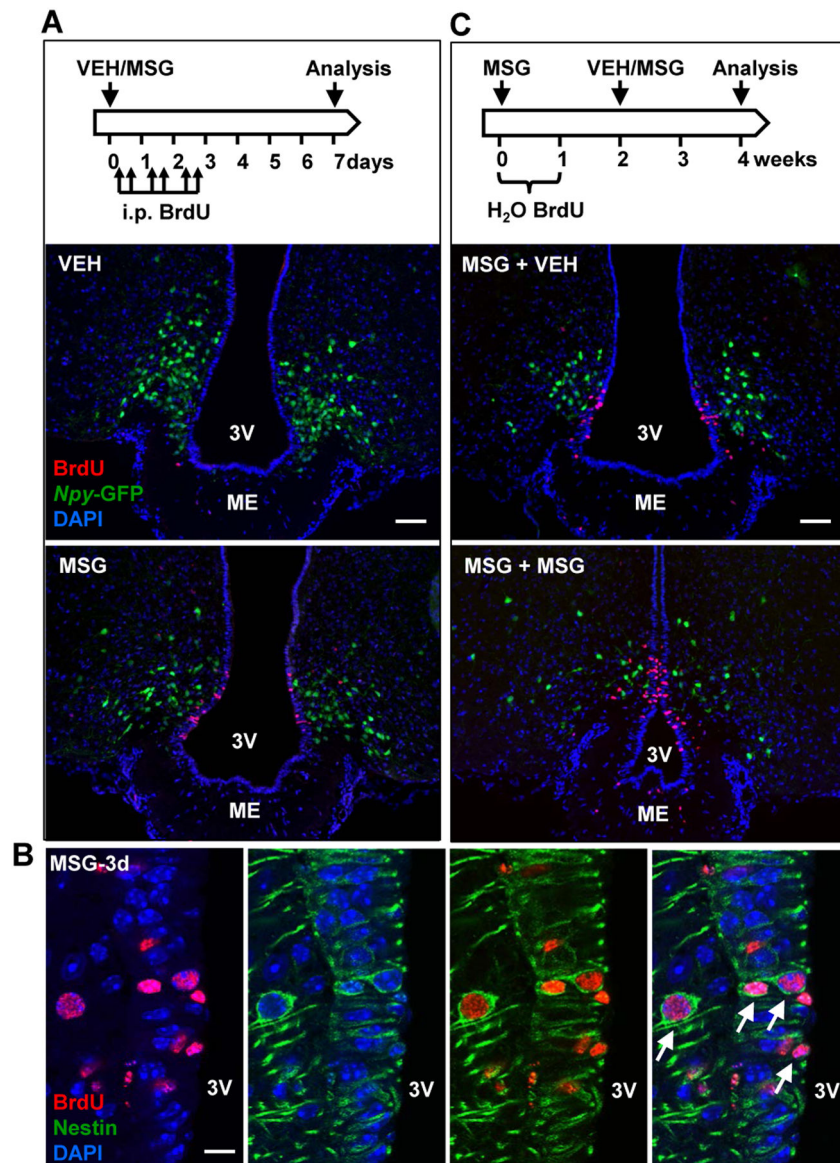 A
VEH/MSG Analysis
0 1 2 3 4 5 6 7 days
i.p. BrdU
VEH
3V
BrdU
Npy-GFP
DAPI
ME
MSG
3V
ME
C
MSG VEH/MSG Analysis
0 1 2 3 4 weeks
H₂O BrdU
MSG + VEH
3V
ME
MSG + MSG
3V
ME
B
MSG-3d
BrdU
Nestin
DAPI
3V
3V
3V
3V